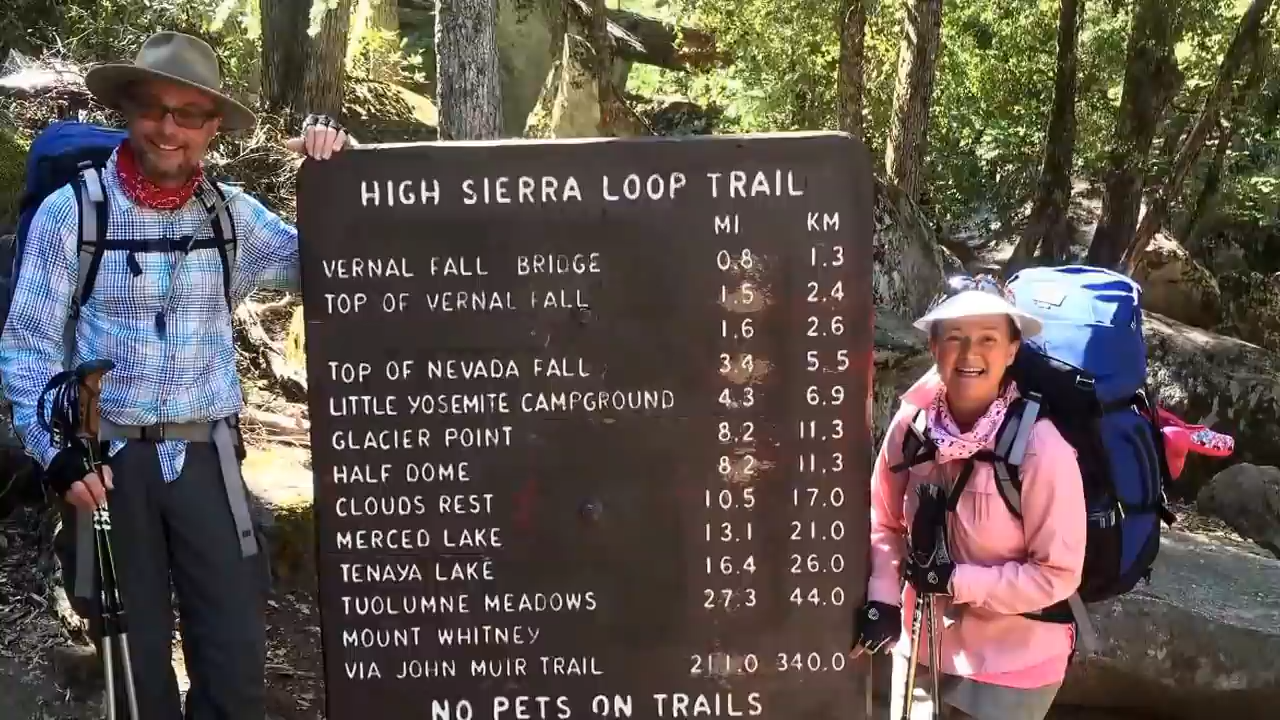 HIGH SIERRA LOOP TRAIL
MI KM
VERNAL FALL BRIDGE 0.8 1.3
TOP OF VERNAL FALL 1.5 2.4
1.6 2.6
TOP OF NEVADA FALL 3.4 5.5
LITTLE YOSEMITE CAMPGROUND 4.3 6.9
GLACIER POINT 8.2 11.3
HALF DOME 8.2 11.3
CLOUDS REST 10.5 17.0
MERCED LAKE 13.1 21.0
TENAYA LAKE 16.4 26.0
TUOLUMNE MEADOWS 27.3 44.0
MOUNT WHITNEY
VIA JOHN MUIR TRAIL 211.0 340.0
NO PETS ON TRAILS